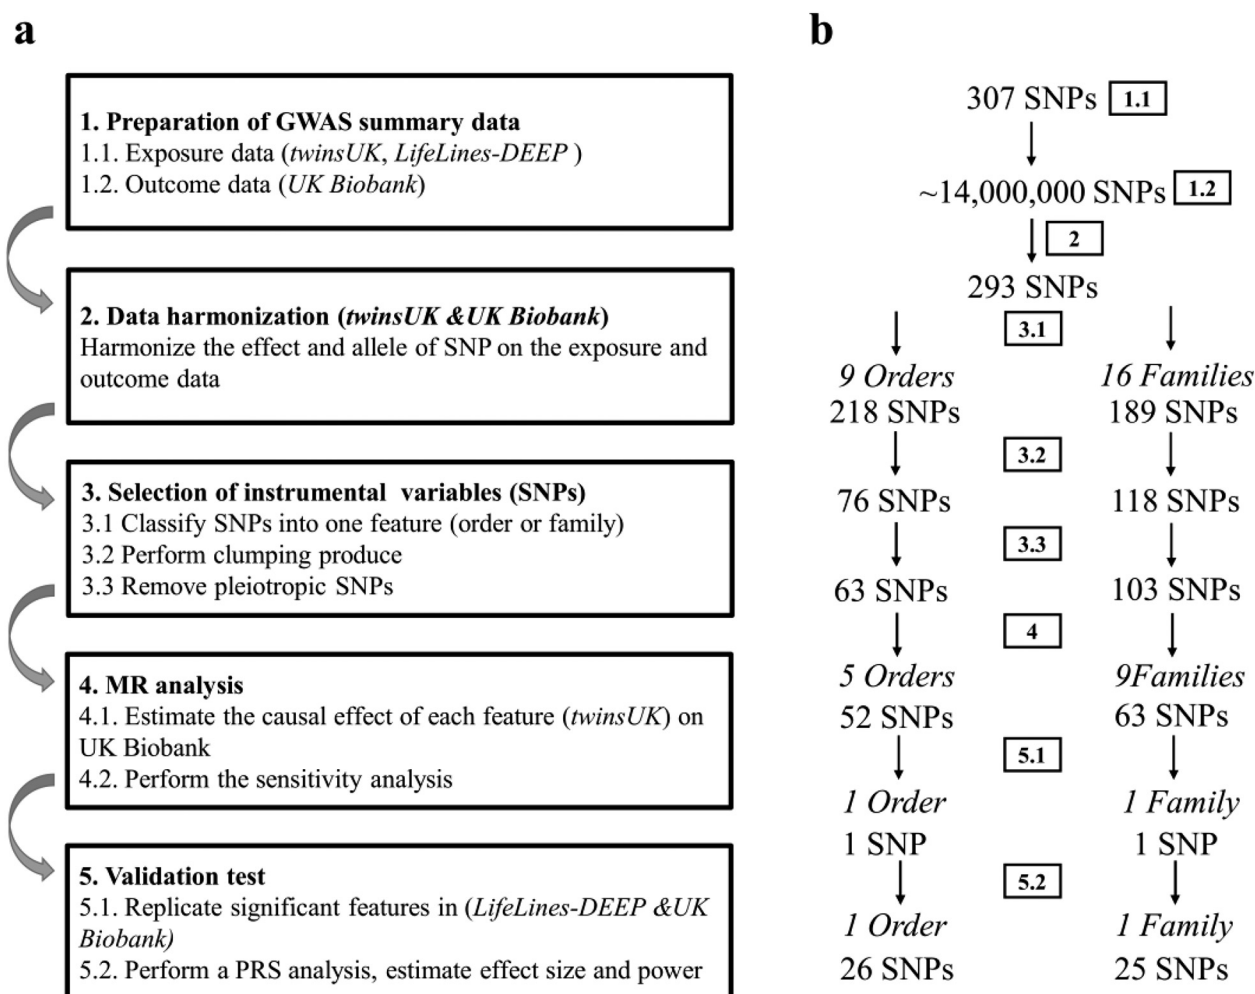 a
1. Preparation of GWAS summary data
1.1. Exposure data (twinsUK, LifeLines-DEEP )
1.2. Outcome data (UK Biobank)
2. Data harmonization (twinsUK &UK Biobank)
Harmonize the effect and allele of SNP on the exposure and
outcome data
3. Selection of instrumental variables (SNPs)
3.1 Classify SNPs into one feature (order or family)
3.2 Perform clumping produce
3.3 Remove pleiotropic SNPs
4. MR analysis
4.1. Estimate the causal effect of each feature (twinsUK) on
UK Biobank
4.2. Perform the sensitivity analysis
5. Validation test
5.1. Replicate significant features in (LifeLines-DEEP &UK
Biobank)
5.2. Perform a PRS analysis, estimate effect size and power
b
307 SNPs 1.1
~14,000,000 SNPs 1.2
2
293 SNPs
3.1
9 Orders 16 Families
218 SNPs 189 SNPs
3.2
76 SNPs 118 SNPs
3.3
63 SNPs 103 SNPs
4
5 Orders 9Families
52 SNPs 63 SNPs
5.1
1 Order 1 Family
1 SNP 1 SNP
5.2
1 Order 1 Family
26 SNPs 25 SNPs